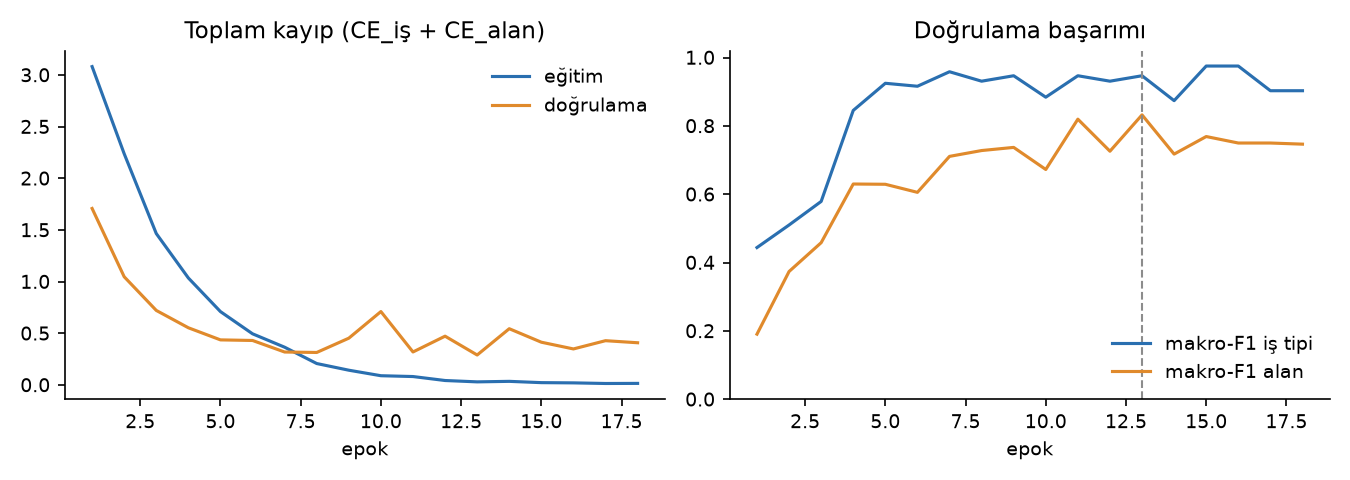 Toplam kayıp (CE_iş + CE_alan)
eğitim
doğrulama
3.0
2.5
2.0
1.5
1.0
0.5
0.0
2.5 5.0 7.5 10.0 12.5 15.0 17.5
epok
Doğrulama başarımı
1.0
0.8
0.6
0.4
0.2
0.0
makro-F1 iş tipi
makro-F1 alan
2.5 5.0 7.5 10.0 12.5 15.0 17.5
epok